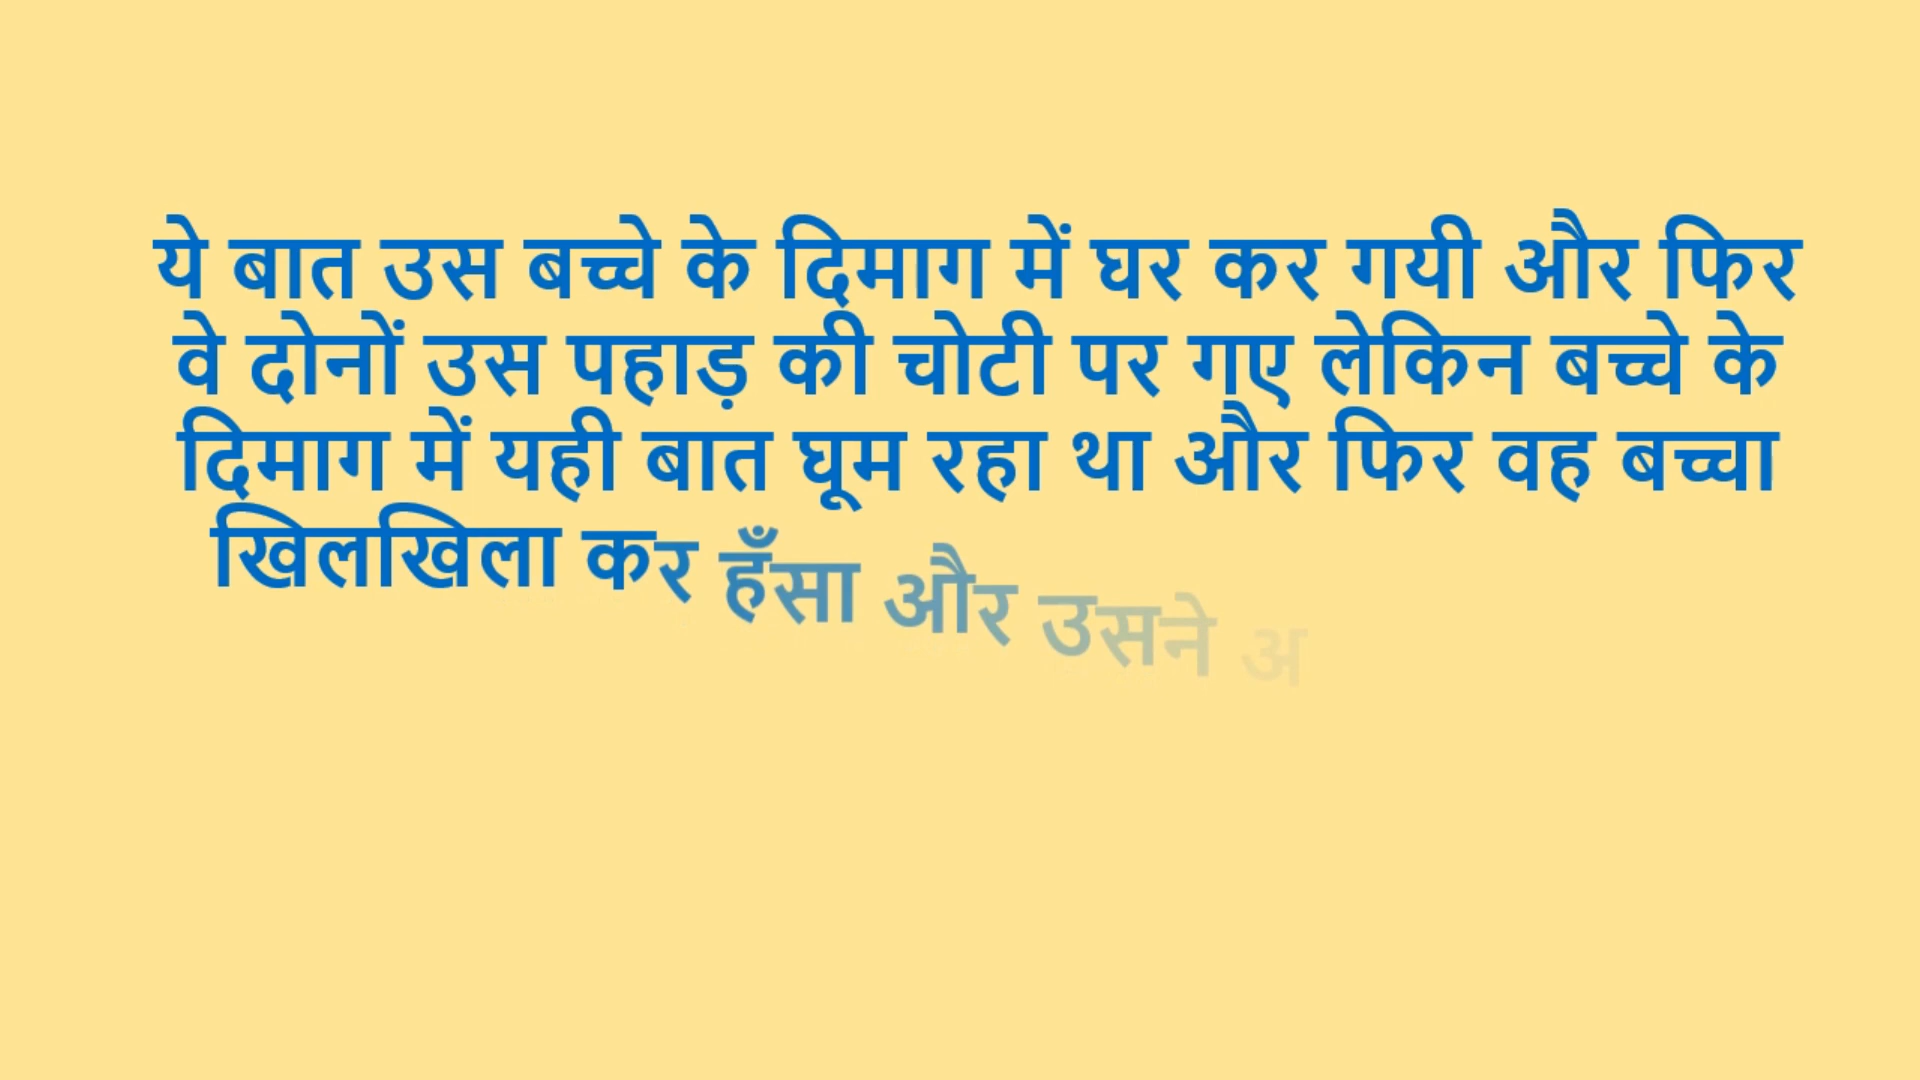 ये बात उस बच्चे के दिमाग में घर कर गयी और फिर
वे दोनों उस पहाड़ की चोटी पर गए लेकिन बच्चे के
दिमाग में यही बात घूम रहा था और फिर वह बच्चा
खिलखिला कर हँसा और उसने अ